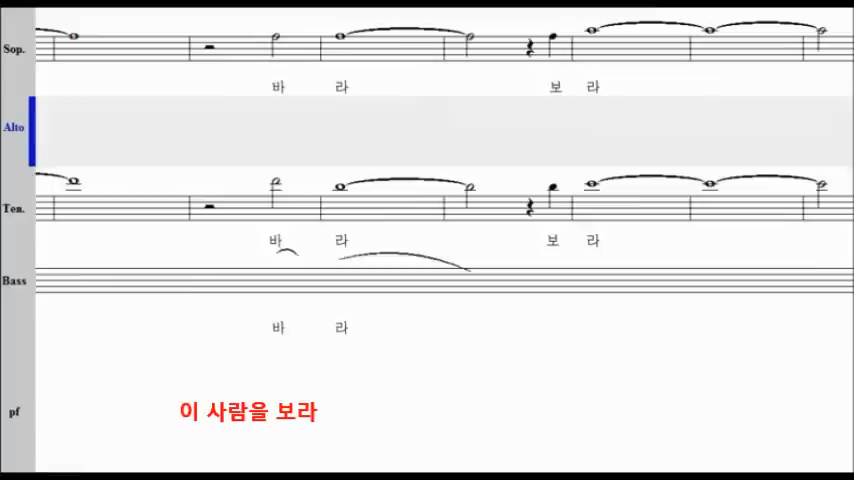 Sop.
바 라 보 라
Alto
Ten.
바 라 보 라
Bass
바 라
pf
이 사람을 보라